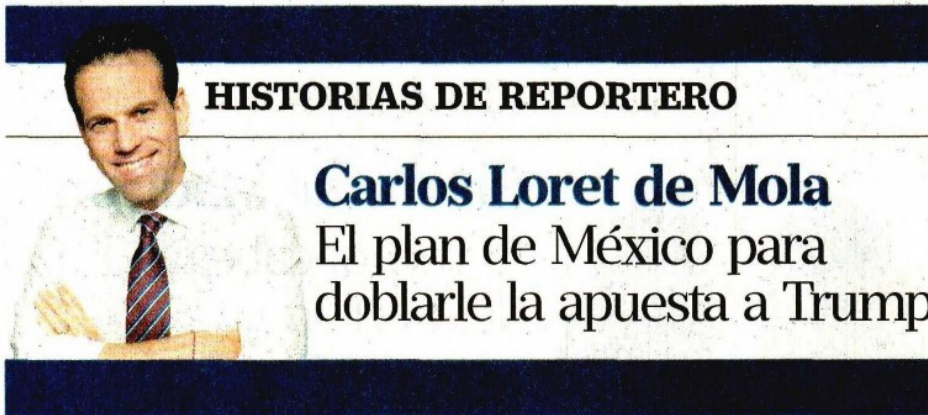 HISTORIAS DE REPORTERO
Carlos Loret de Mola
El plan de México para
doblarle la apuesta a Trump